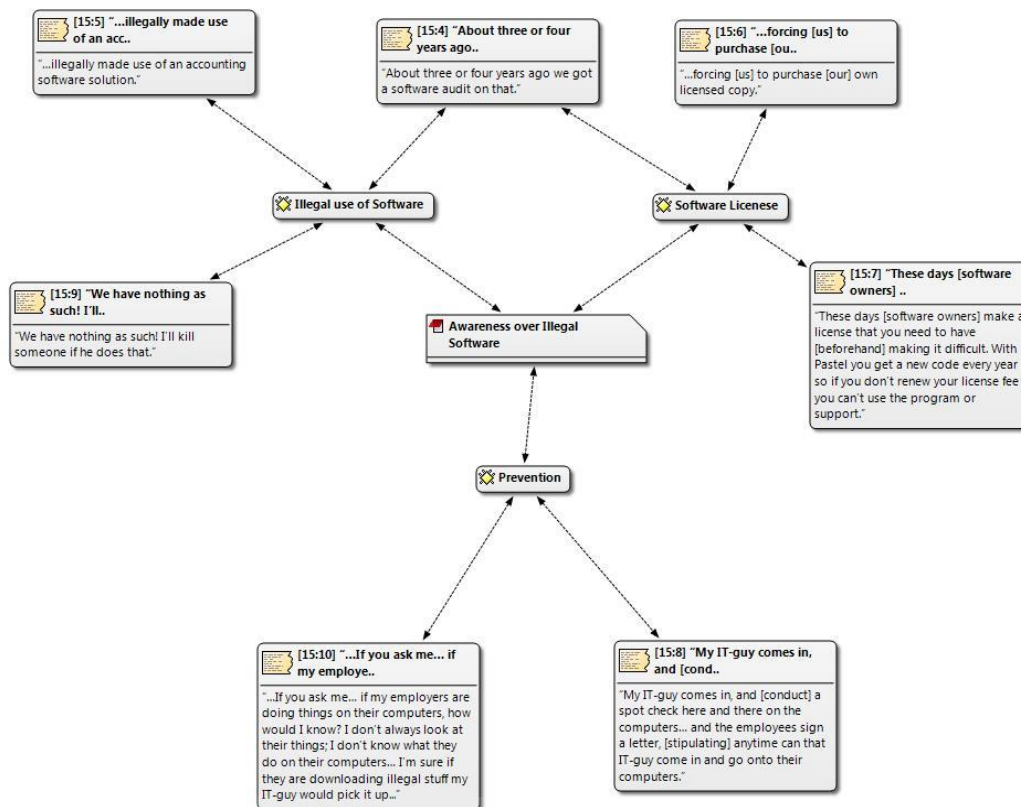 [15:5] "...illegally made use
of an acc..
"...illegally made use of an accounting
software solution."
[15:4] "About three or four
years ago..
"About three or four years ago we got
a software audit on that."
[15:6] "...forcing [us] to
purchase [ou..
"...forcing [us] to purchase [our] own
licensed copy."
Illegal use of Software
Software Licenese
[15:9] "We have nothing as
such! I'll..
"We have nothing as such! I'll kill
someone if he does that."
Awareness over Illegal
Software
[15:7] "These days [software
owners] ..
"These days [software owners] make a
license that you need to have
[beforehand] making it difficult. With
Pastel you get a new code every year
so if you don't renew your license fee
you can't use the program or
support."
Prevention
[15:10] "...If you ask me... if
my employe..
"...If you ask me... if my employers are
doing things on their computers, how
would I know? I don't always look at
their things; I don't know what they
do on their computers... I'm sure if
they are downloading illegal stuff my
IT-guy would pick it up..."
[15:8] "My IT-guy comes in,
and [cond..
"My IT-guy comes in, and [conduct] a
spot check here and there on the
computers... and the employees sign
a letter, [stipulating] anytime can that
IT-guy come in and go onto their
computers."